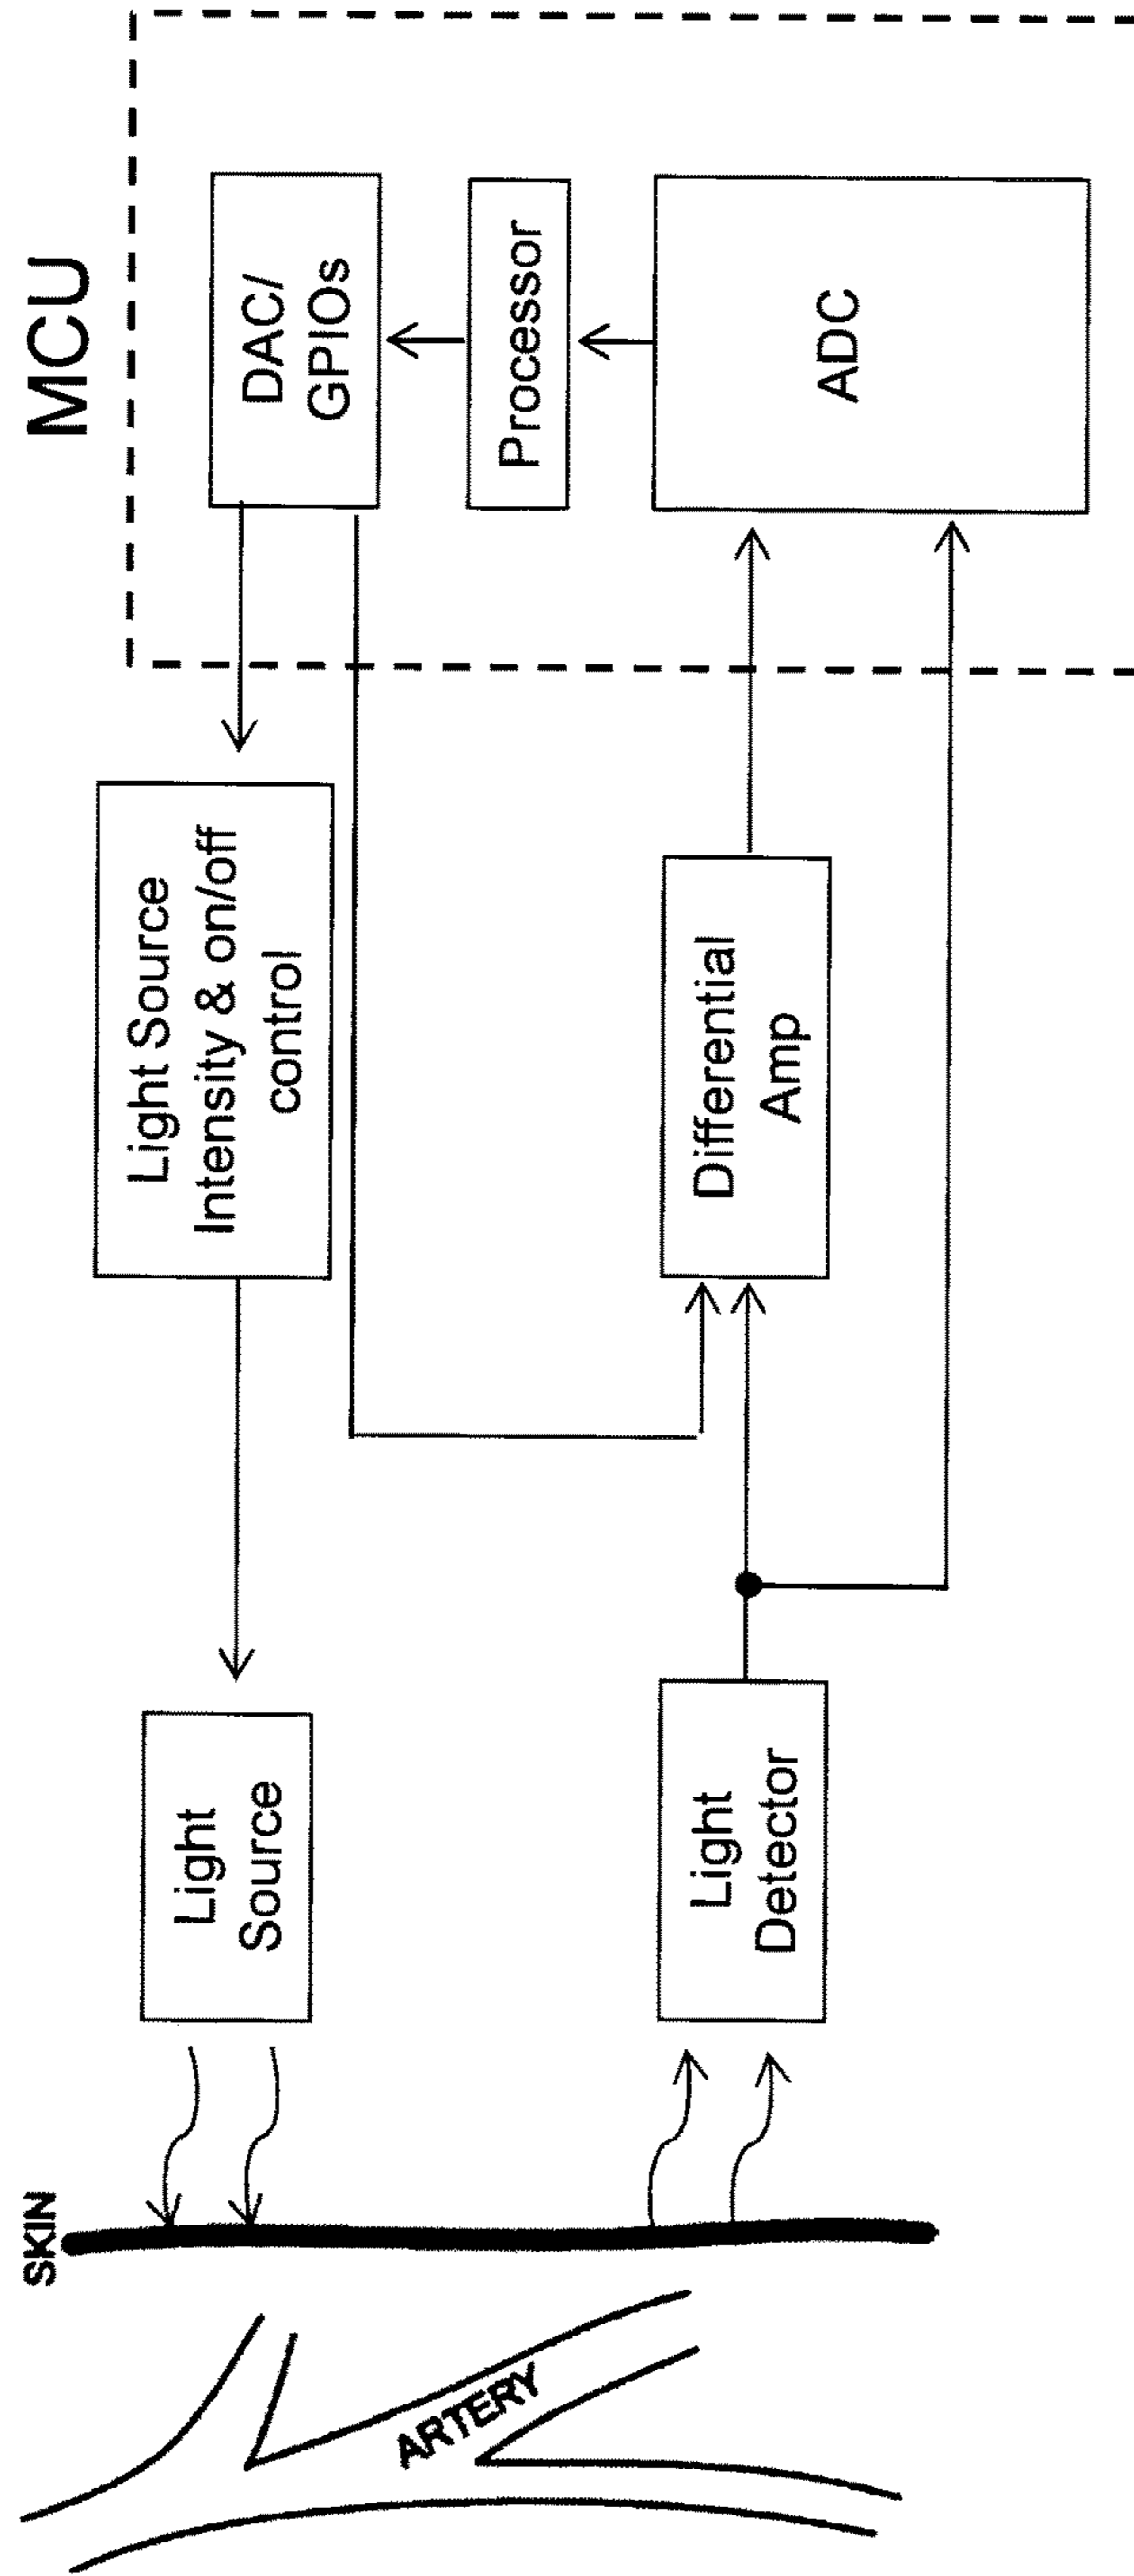 MCU
DAC/
GPIOs
Processor
ADC
Light Source
Intensity & on/off
control
Differential
Amp
Light
Source
Light
Detector
SKIN
ARTERY